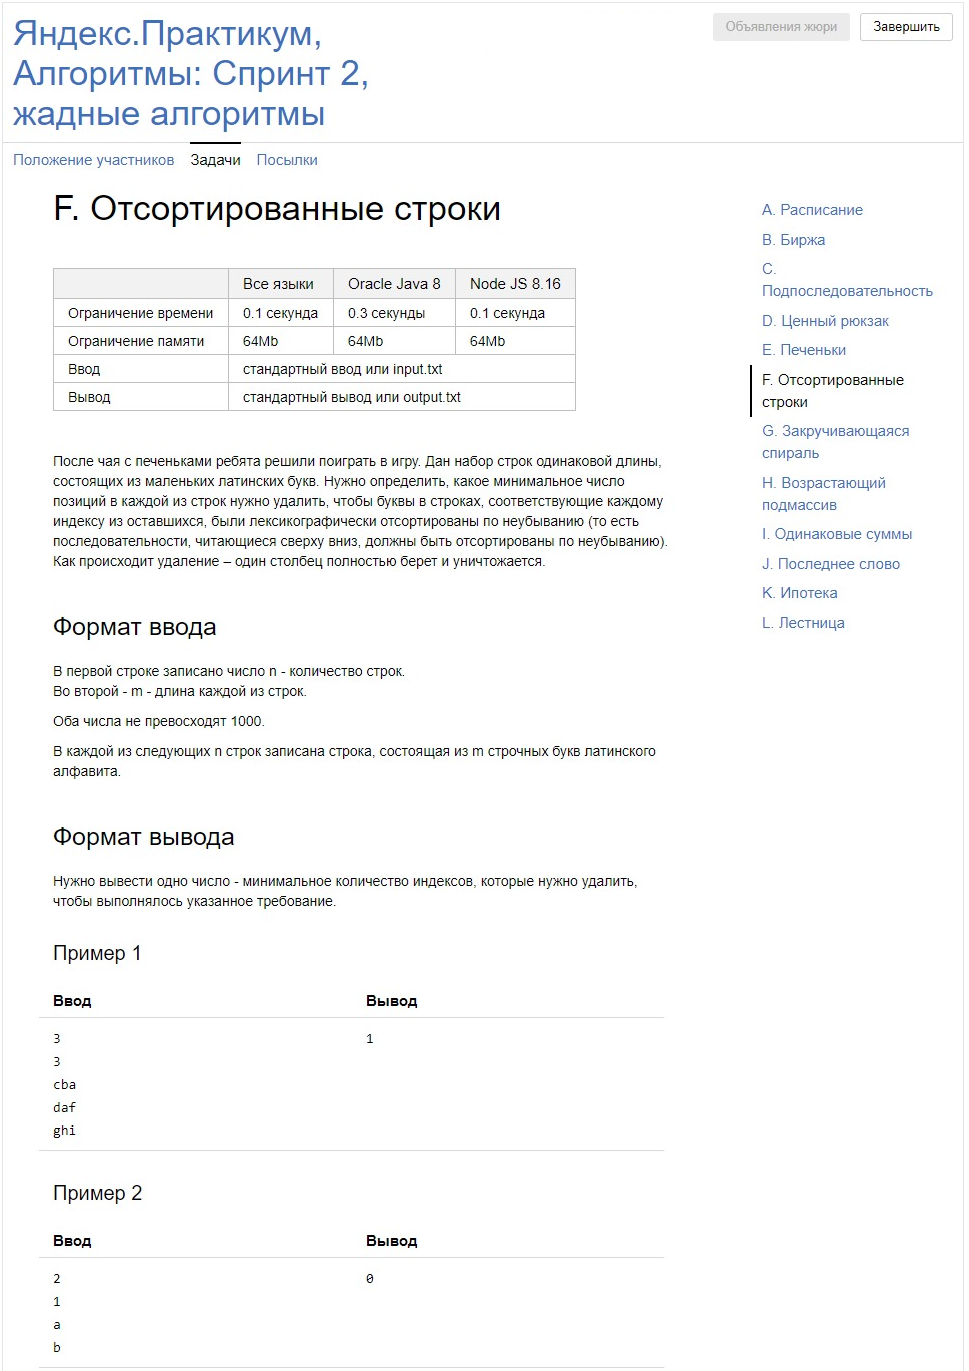 Яндекс.Практикум,
Алгоритмы: Спринт 2,
жадные алгоритмы
Объявления жюри
Завершить
Положение участников Задачи Посылки
F. Отсортированные строки
Все языки Oracle Java 8 Node JS 8.16
Ограничение времени 0.1 секунда 0.3 секунды 0.1 секунда
Ограничение памяти 64Mb 64Mb 64Mb
Ввод стандартный ввод или input.txt
Вывод стандартный вывод или output.txt
После чая с печеньками ребята решили поиграть в игру. Дан набор строк одинаковой длины,
состоящих из маленьких латинских букв. Нужно определить, какое минимальное число
позиций в каждой из строк нужно удалить, чтобы буквы в строках, соответствующие каждому
индексу из оставшихся, были лексикографически отсортированы по неубыванию (то есть
последовательности, читающиеся сверху вниз, должны быть отсортированы по неубыванию).
Как происходит удаление – один столбец полностью берет и уничтожается.
Формат ввода
В первой строке записано число n - количество строк.
Во второй - m - длина каждой из строк.
Оба числа не превосходят 1000.
В каждой из следующих n строк записана строка, состоящая из m строчных букв латинского
алфавита.
Формат вывода
Нужно вывести одно число - минимальное количество индексов, которые нужно удалить,
чтобы выполнялось указанное требование.
Пример 1
Ввод Вывод
3 1
3
cba
daf
ghi
Пример 2
Ввод Вывод
2 0
1
a
b
A. Расписание
B. Биржа
C.
Подпоследовательность
D. Ценный рюкзак
E. Печеньки
F. Отсортированные
строки
G. Закручивающаяся
спираль
H. Возрастающий
подмассив
I. Одинаковые суммы
J. Последнее слово
K. Ипотека
L. Лестница